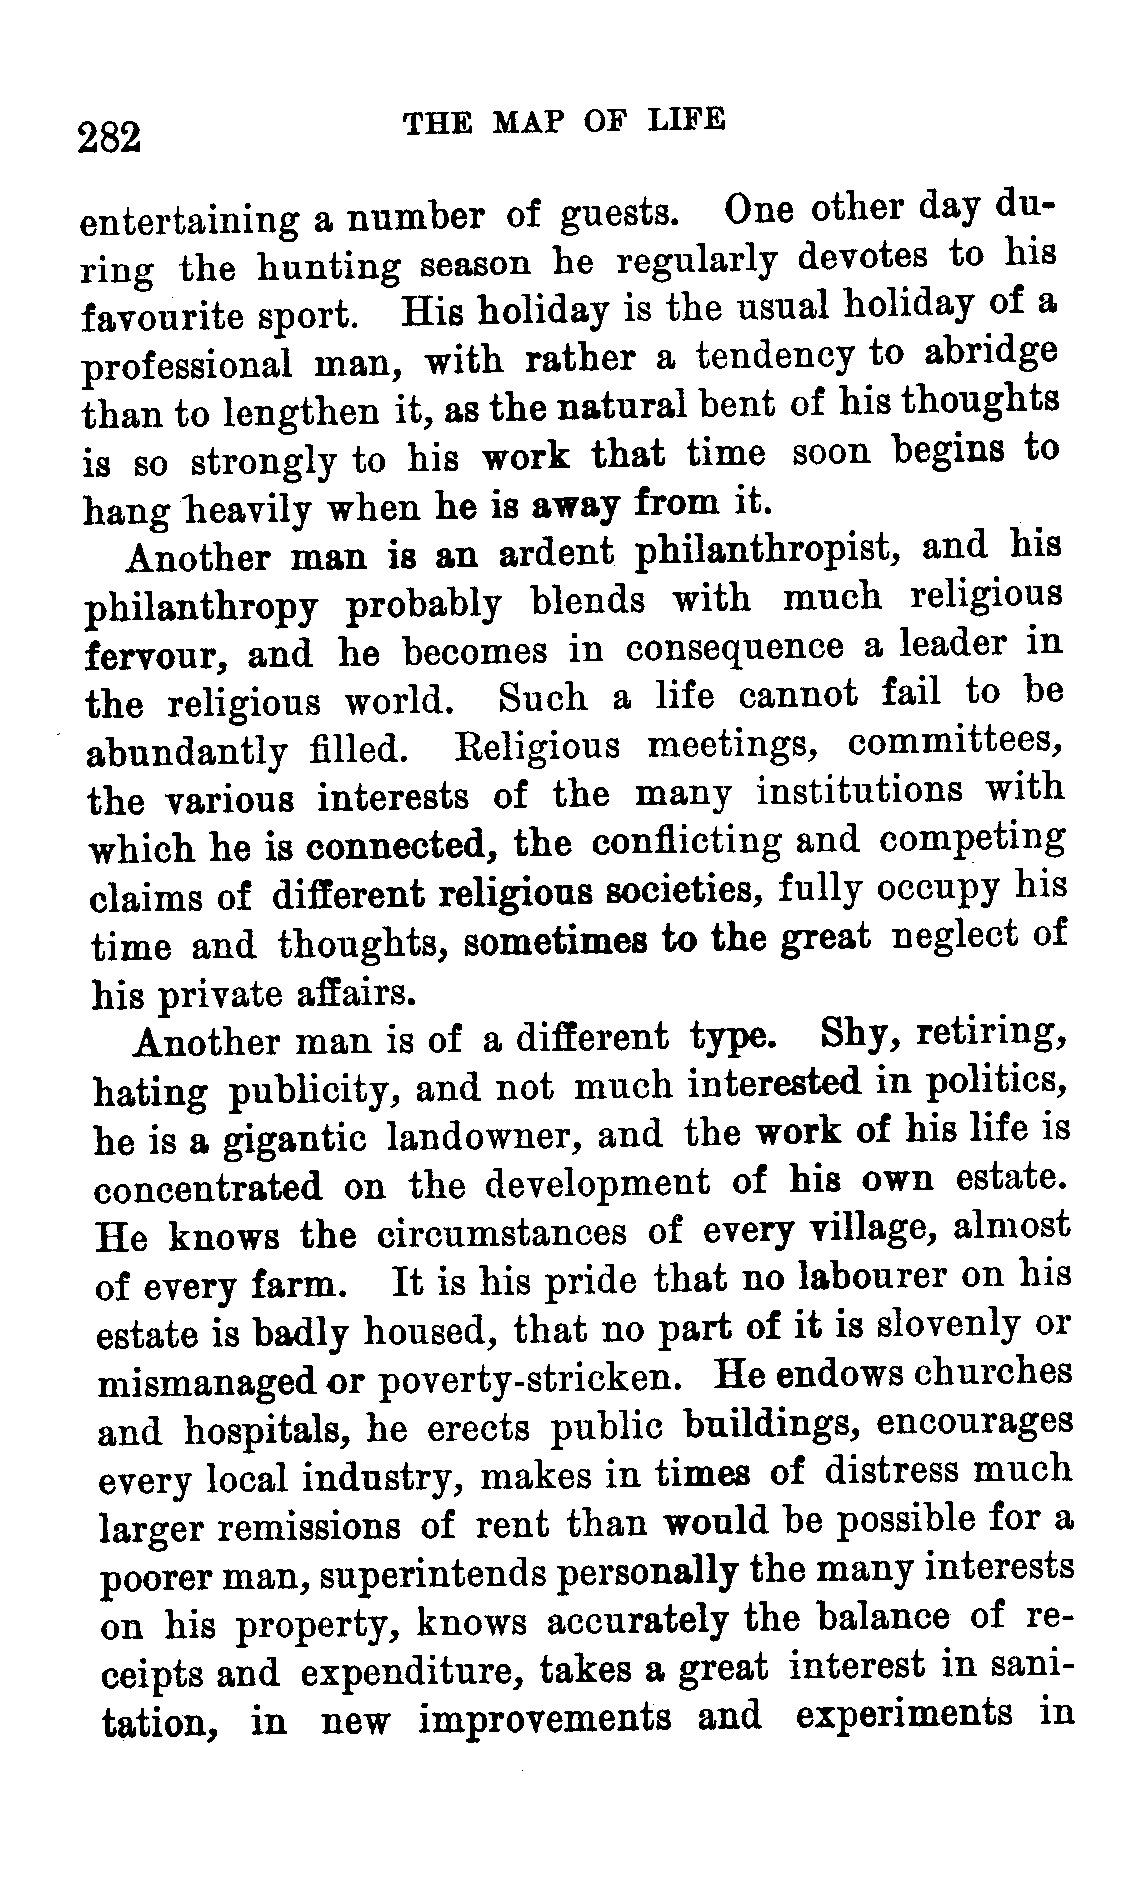 282 THE MAP OF LIFE
entertaining a number of guests. One other day du-
ring the hunting season he regularly devotes to his
favourite sport. His holiday is the usual holiday of a
professional man, with rather a tendency to abridge
than to lengthen it, as the natural bent of his thoughts
is so strongly to his work that time soon begins to
hang heavily when he is away from it.
Another man is an ardent philanthropist, and his
philanthropy probably blends with much religious
fervour, and he becomes in consequence a leader in
the religious world. Such a life cannot fail to be
abundantly filled. Religious meetings, committees,
the various interests of the many institutions with
which he is connected, the conflicting and competing
claims of different religious societies, fully occupy his
time and thoughts, sometimes to the great neglect of
his private affairs.
Another man is of a different type. Shy, retiring,
hating publicity, and not much interested in politics,
he is a gigantic landowner, and the work of his life is
concentrated on the development of his own estate.
He knows the circumstances of every village, almost
of every farm. It is his pride that no labourer on his
estate is badly housed, that no part of it is slovenly or
mismanaged or poverty-stricken. He endows churches
and hospitals, he erects public buildings, encourages
every local industry, makes in times of distress much
larger remissions of rent than would be possible for a
poorer man, superintends personally the many interests
on his property, knows accurately the balance of re-
ceipts and expenditure, takes a great interest in sani-
tation, in new improvements and experiments in